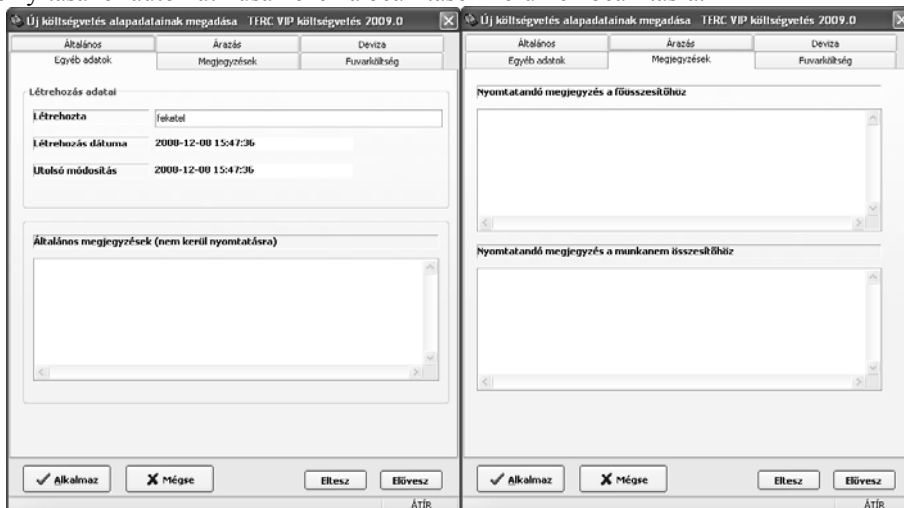 Új költségvetés alapadatainak megadása TERC VIP költségvetés 2009.0
Általános Árazás Deviza
Egyéb adatok Megjegyzések Fuvarköltség
Létrehozás adatai
Létrehozta feketel
Létrehozás dátuma 2008-12-08 15:47:36
Utolsó módosítás 2008-12-08 15:47:36
Általános megjegyzések (nem kerül nyomtatásra)
Alkalmaz Mégse Eltesz Elővesz
ÁTÍR
Új költségvetés alapadatainak megadása TERC VIP költségvetés 2009.0
Általános Árazás Deviza
Egyéb adatok Megjegyzések Fuvarköltség
Nyomtatandó megjegyzés a főösszesítőhöz
Nyomtatandó megjegyzés a munkanem összesítőhöz
Alkalmaz Mégse Eltesz Elővesz
ÁTÍR